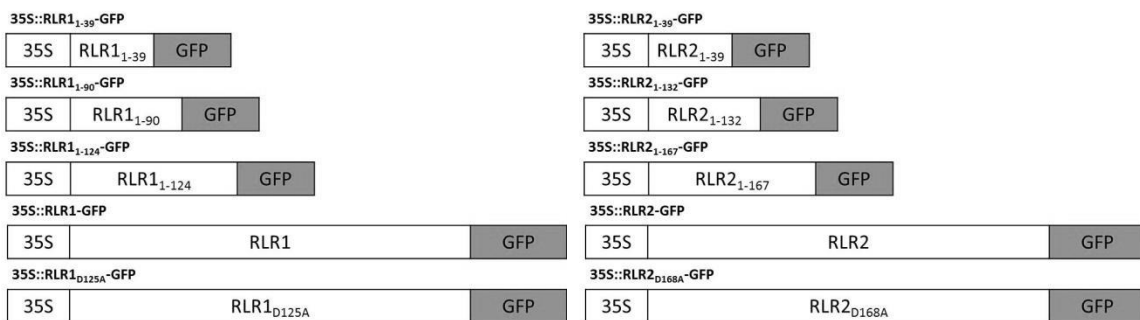 35S::RLR1₁₋₃₉-GFP
35S RLR1₁₋₃₉ GFP
35S::RLR1₁₋₉₀-GFP
35S RLR1₁₋₉₀ GFP
35S::RLR1₁₋₁₂₄-GFP
35S RLR1₁₋₁₂₄ GFP
35S::RLR1-GFP
35S RLR1 GFP
35S::RLR1D125A-GFP
35S RLR1D125A GFP
35S::RLR2₁₋₃₉-GFP
35S RLR2₁₋₃₉ GFP
35S::RLR2₁₋₁₃₂-GFP
35S RLR2₁₋₁₃₂ GFP
35S::RLR2₁₋₁₆₇-GFP
35S RLR2₁₋₁₆₇ GFP
35S::RLR2-GFP
35S RLR2 GFP
35S::RLR2D168A-GFP
35S RLR2D168A GFP